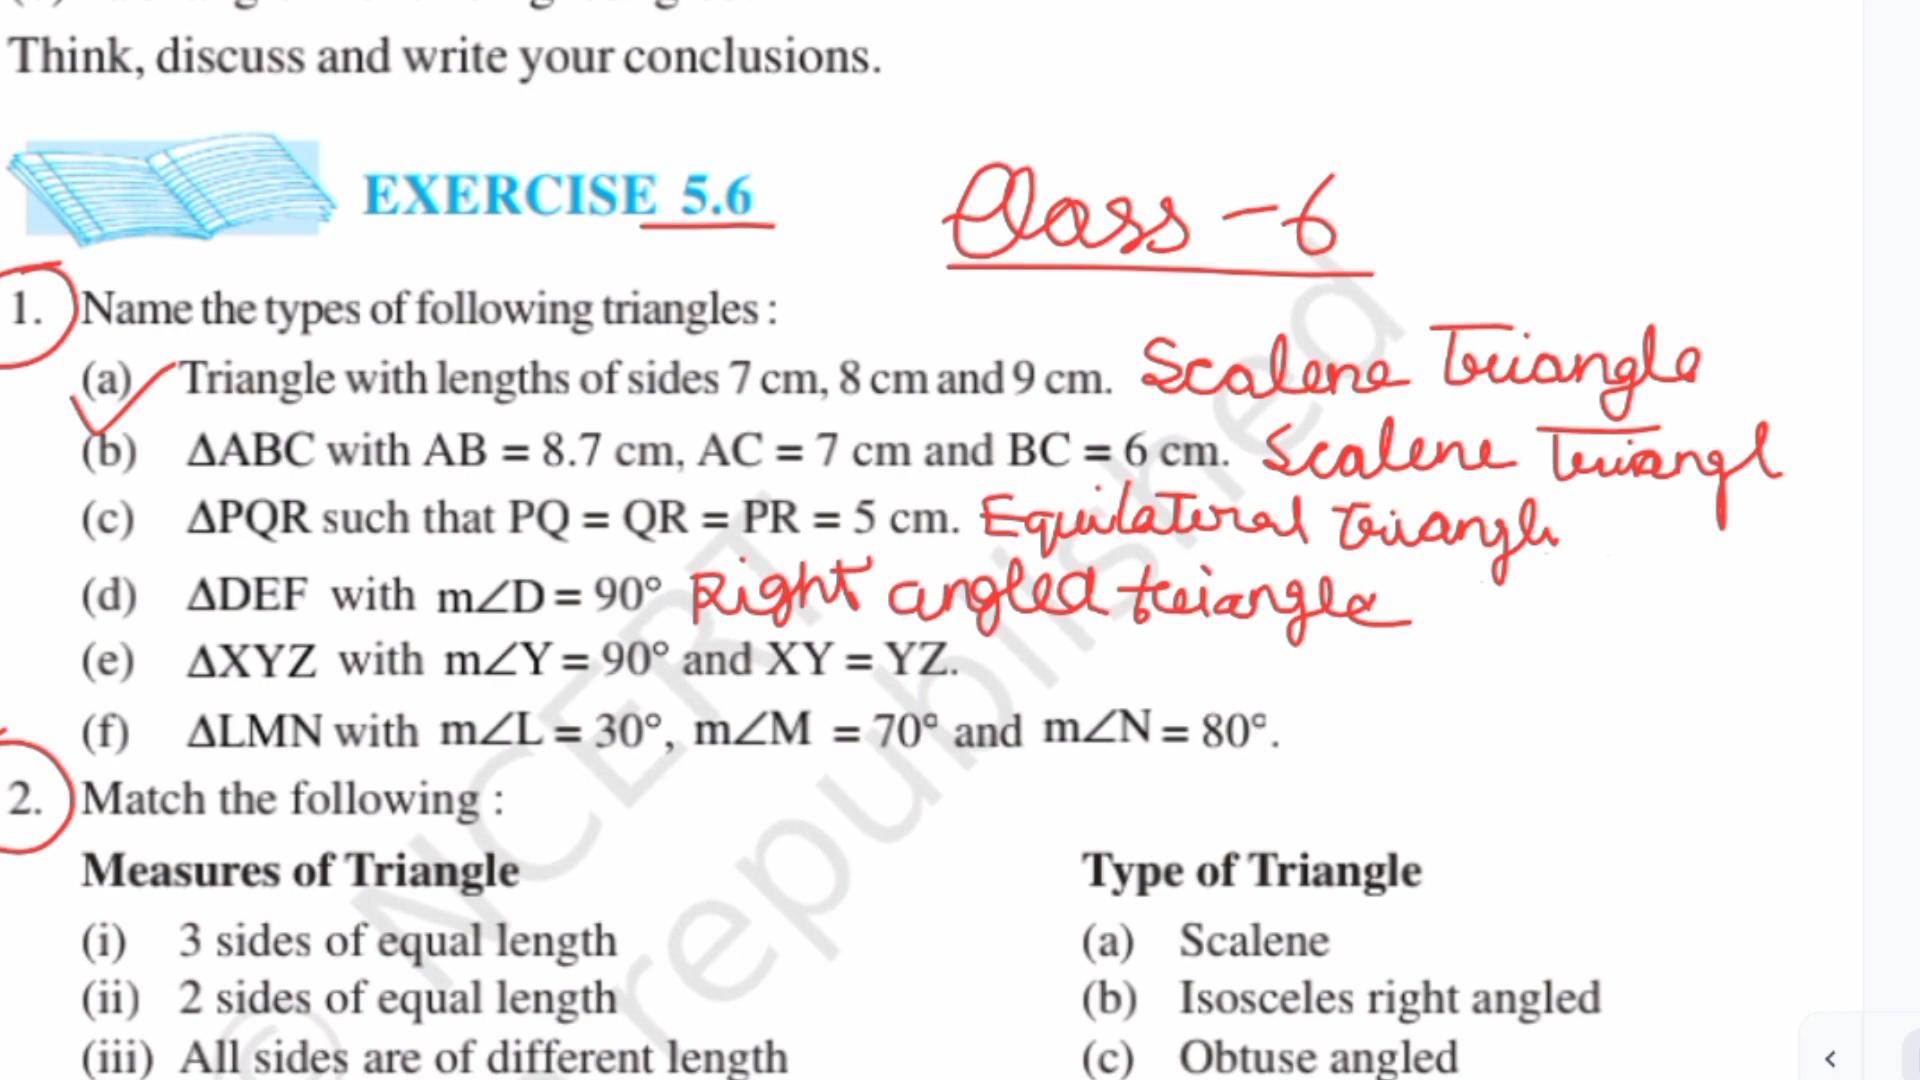 Think, discuss and write your conclusions.
EXERCISE 5.6
Class - 6
1. Name the types of following triangles :
(a) Triangle with lengths of sides 7 cm, 8 cm and 9 cm. Scalene Triangle
(b) ΔABC with AB = 8.7 cm, AC = 7 cm and BC = 6 cm. Scalene Triangl
(c) ΔPQR such that PQ = QR = PR = 5 cm. Equilateral Triangle
(d) ΔDEF with m∠D = 90° Right angled triangle
(e) ΔXYZ with m∠Y = 90° and XY = YZ.
(f) ΔLMN with m∠L = 30°, m∠M = 70° and m∠N = 80°.
2. Match the following :
Measures of Triangle Type of Triangle
(i) 3 sides of equal length (a) Scalene
(ii) 2 sides of equal length (b) Isosceles right angled
(iii) All sides are of different length (c) Obtuse angled
© NCERT
republished